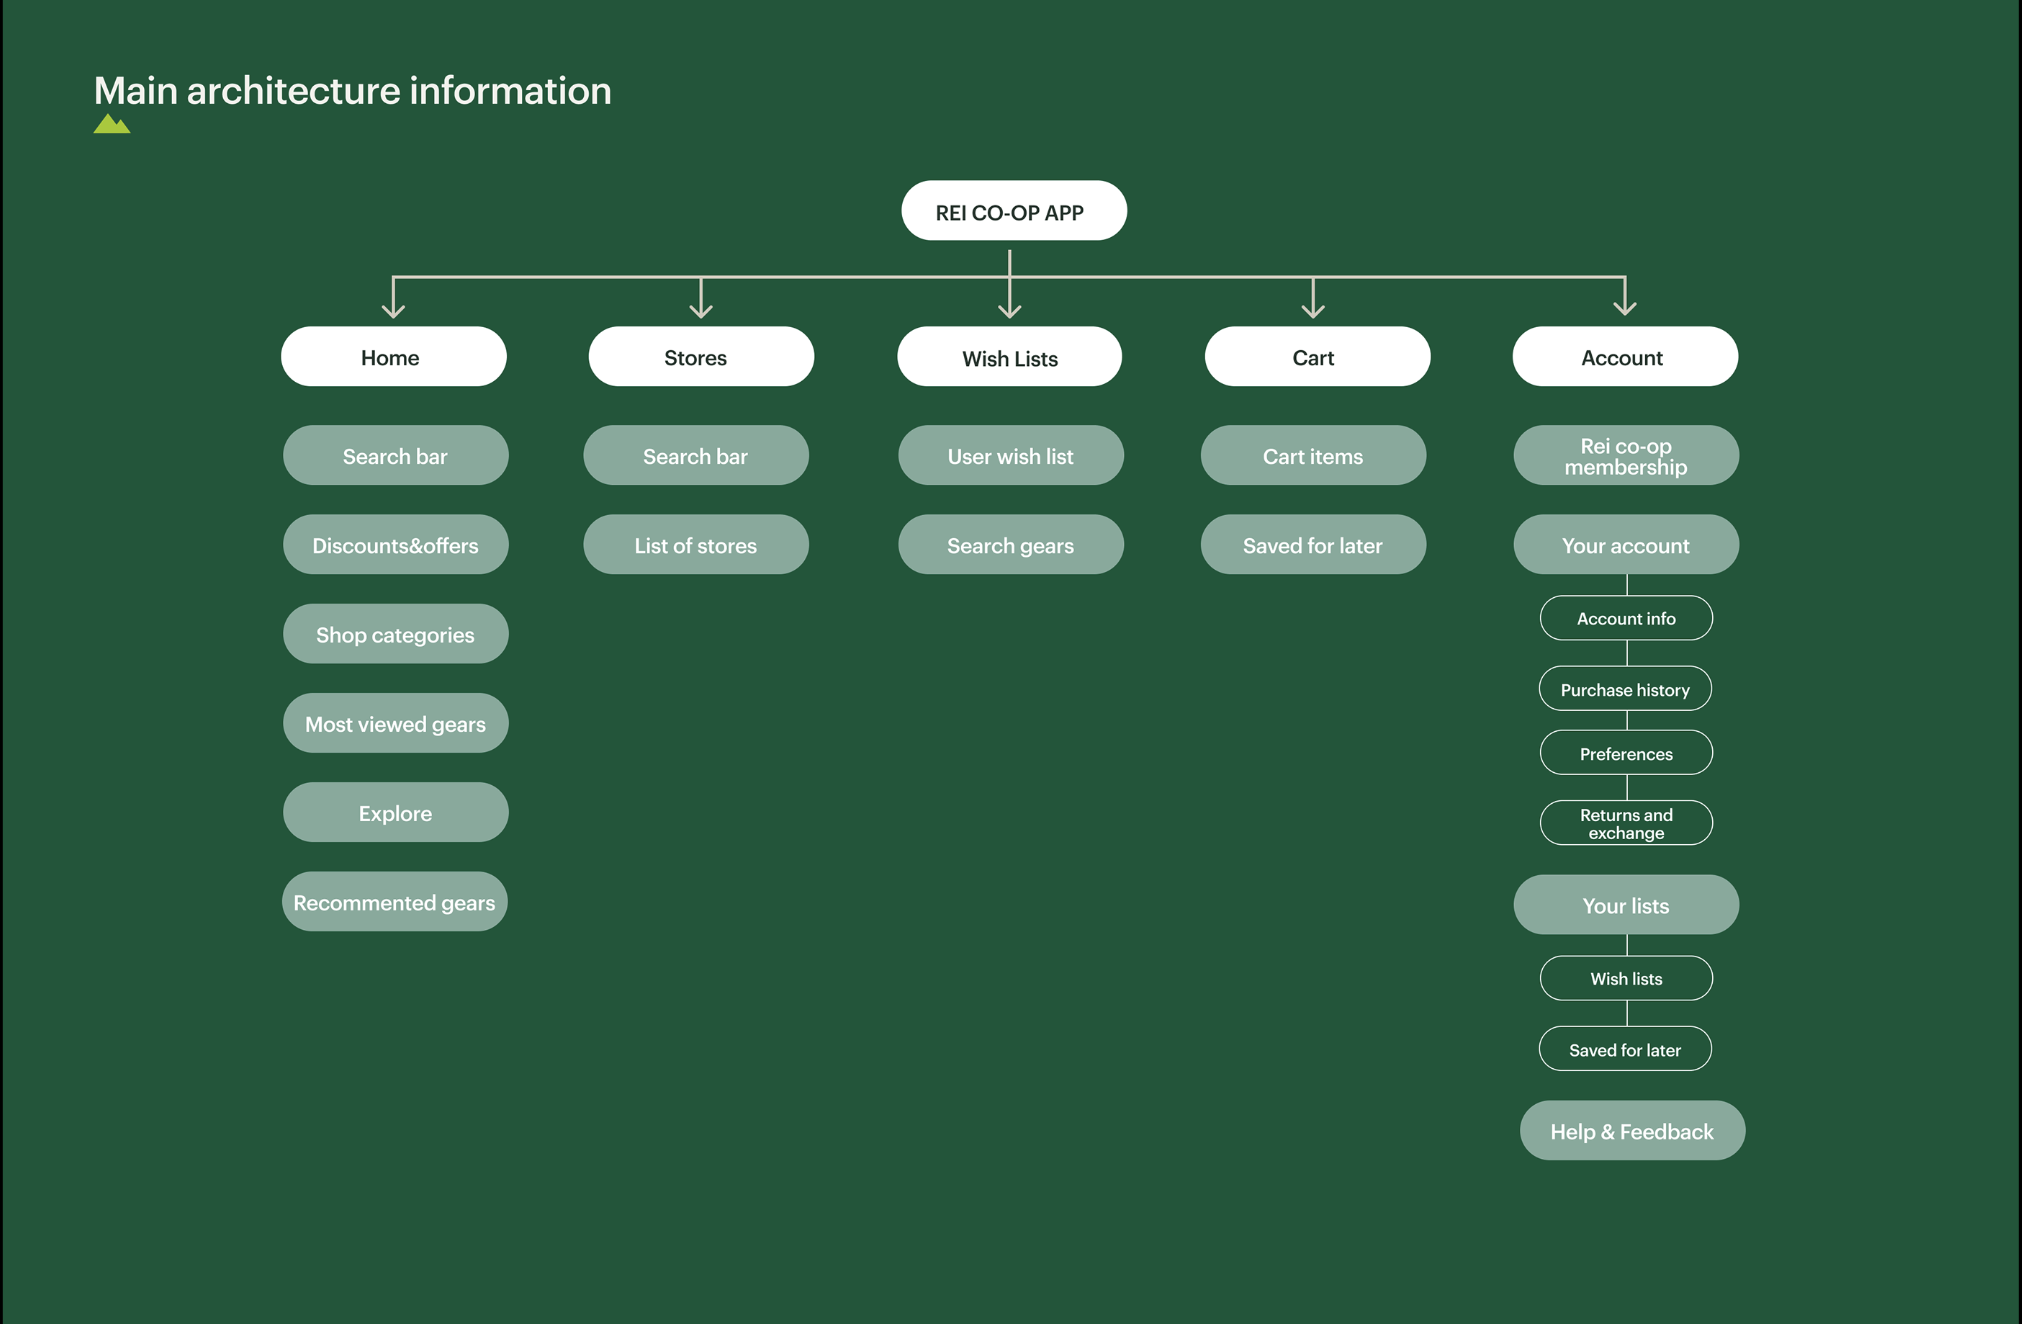 Main architecture information
REI CO-OP APP
Home
Stores
Wish Lists
Cart
Account
Search bar
Search bar
User wish list
Cart items
Rei co-op
membership
Discounts&offers
List of stores
Search gears
Saved for later
Your account
Account info
Shop categories
Purchase history
Most viewed gears
Preferences
Explore
Returns and
exchange
Recommented gears
Your lists
Wish lists
Saved for later
Help & Feedback